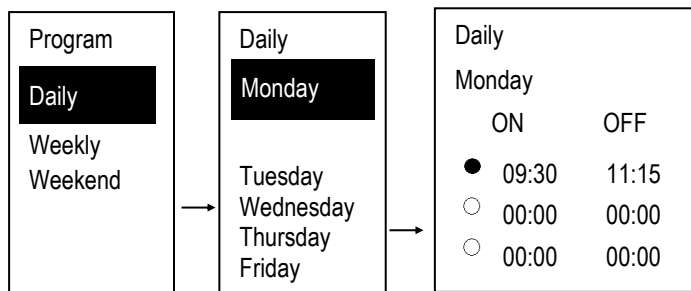 Program
Daily
Weekly
Weekend
Daily
Monday
Tuesday
Wednesday
Thursday
Friday
Daily
Monday
ON OFF
09:30 11:15
00:00 00:00
00:00 00:00